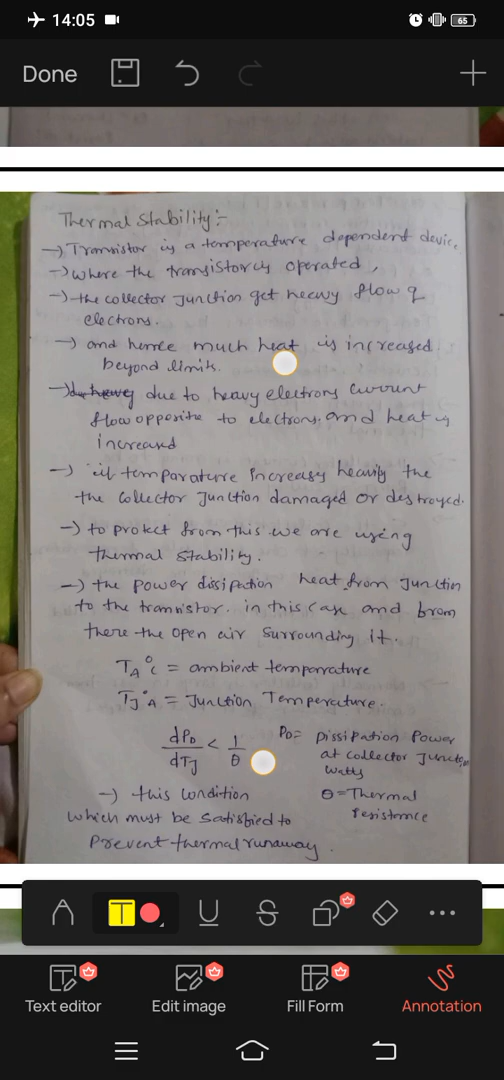 14:05
65
Done
Thermal Stability:-
→ Transistor is a temperature dependent device.
→ where the transistor is operated,
→ the collector Junction get heavy flow of
electrons.
→ and hence much heat is increased
beyond limits.
→ due to heavy electrons current
flow opposite to electrons. and heat is
increased
→ if temparature increasy heavily the
the Collector Junction damaged or destroyed.
→ to protect from this we are using
thermal stability.
→ the power dissipation heat from Junction
to the transistor. in this case and from
there the open air surrounding it.
TA°C = ambient temparrature
TJ°A = Junction Temperature.
dPD/dTJ < 1/θ
PD = Dissipation Power
at collector Junction
watts
θ = Thermal
resistance
→ this condition
which must be satisfied to
Prevent thermal runaway.
T
U
S
Text editor
Edit image
Fill Form
Annotation